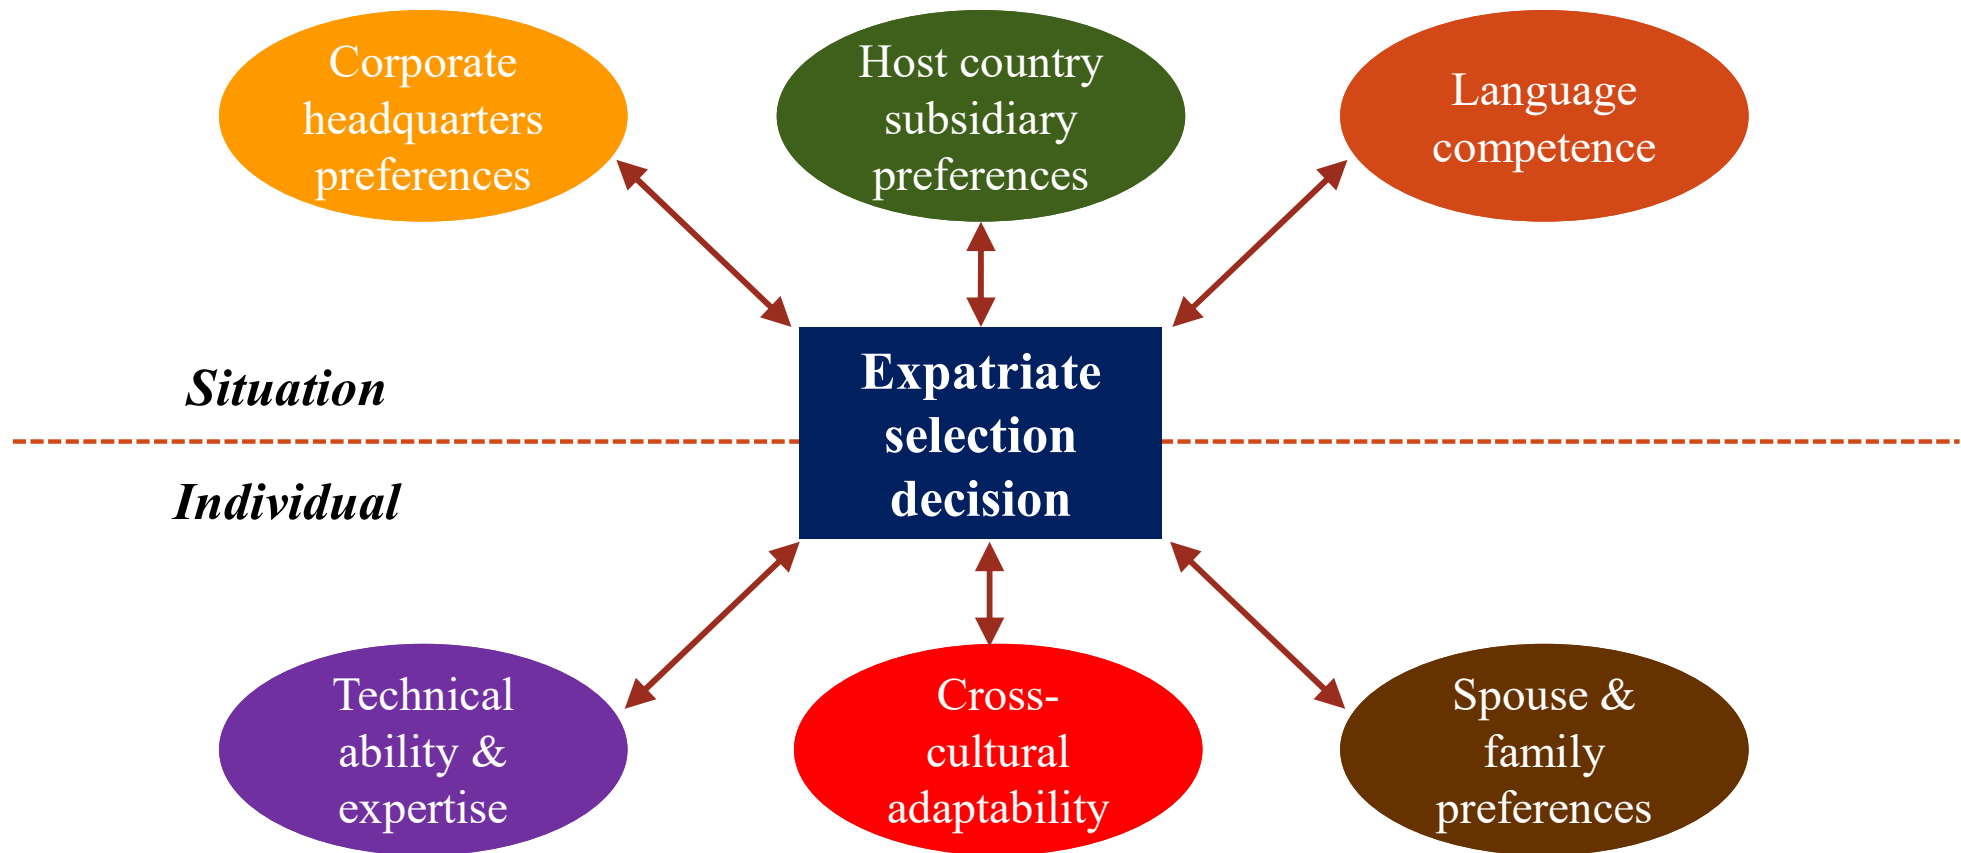 Corporate
headquarters
preferences
Host country
subsidiary
preferences
Language
competence
Situation
Expatriate
selection
decision
Individual
Technical
ability &
expertise
Cross-
cultural
adaptability
Spouse &
family
preferences